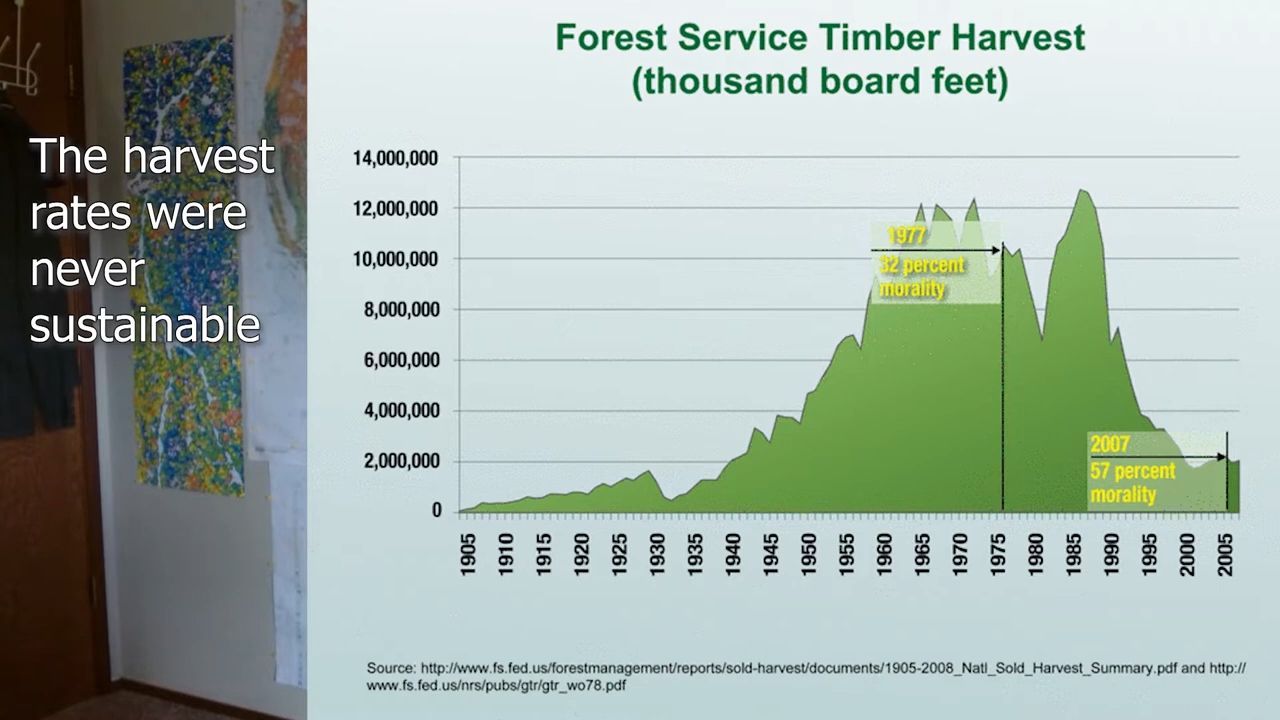 Forest Service Timber Harvest
(thousand board feet)
The harvest
rates were
never
sustainable
14,000,000
12,000,000
10,000,000
8,000,000
6,000,000
4,000,000
2,000,000
0
1977
32 percent
morality
2007
57 percent
morality
1905 1910 1915 1920 1925 1930 1935 1940 1945 1950 1955 1960 1965 1970 1975 1980 1985 1990 1995 2000 2005
Source: http://www.fs.fed.us/forestmanagement/reports/sold-harvest/documents/1905-2008_Natl_Sold_Harvest_Summary.pdf and http://
www.fs.fed.us/nrs/pubs/gtr/gtr_wo78.pdf